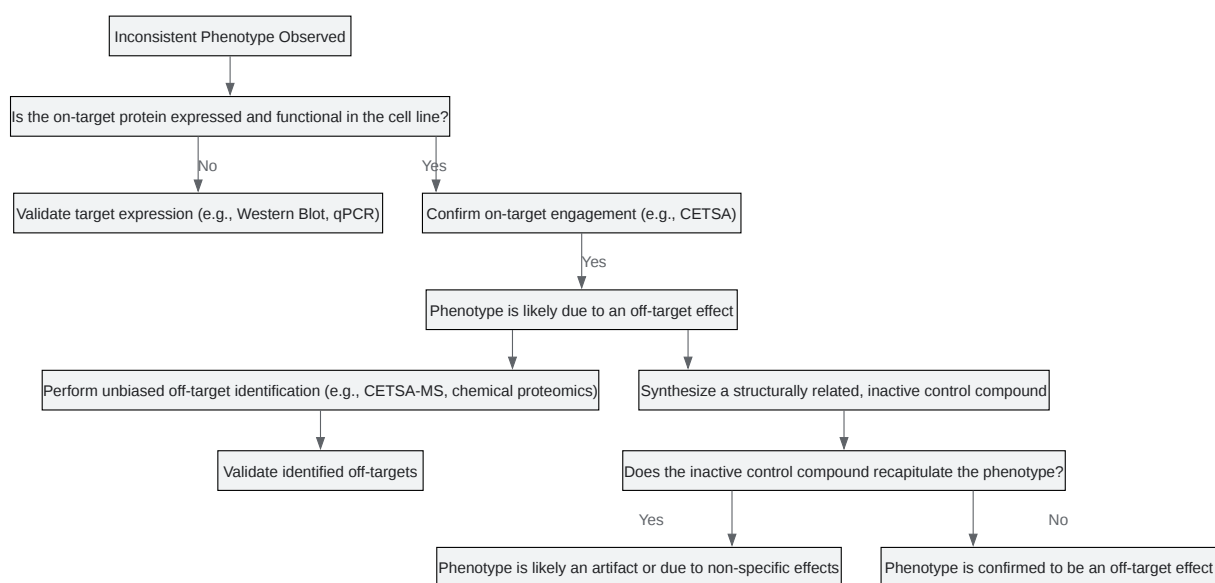 Inconsistent Phenotype Observed
Is the on-target protein expressed and functional in the cell line?
No
Yes
Validate target expression (e.g., Western Blot, qPCR)
Confirm on-target engagement (e.g., CETSA)
Yes
Phenotype is likely due to an off-target effect
Perform unbiased off-target identification (e.g., CETSA-MS, chemical proteomics)
Synthesize a structurally related, inactive control compound
Validate identified off-targets
Does the inactive control compound recapitulate the phenotype?
Yes
No
Phenotype is likely an artifact or due to non-specific effects
Phenotype is confirmed to be an off-target effect